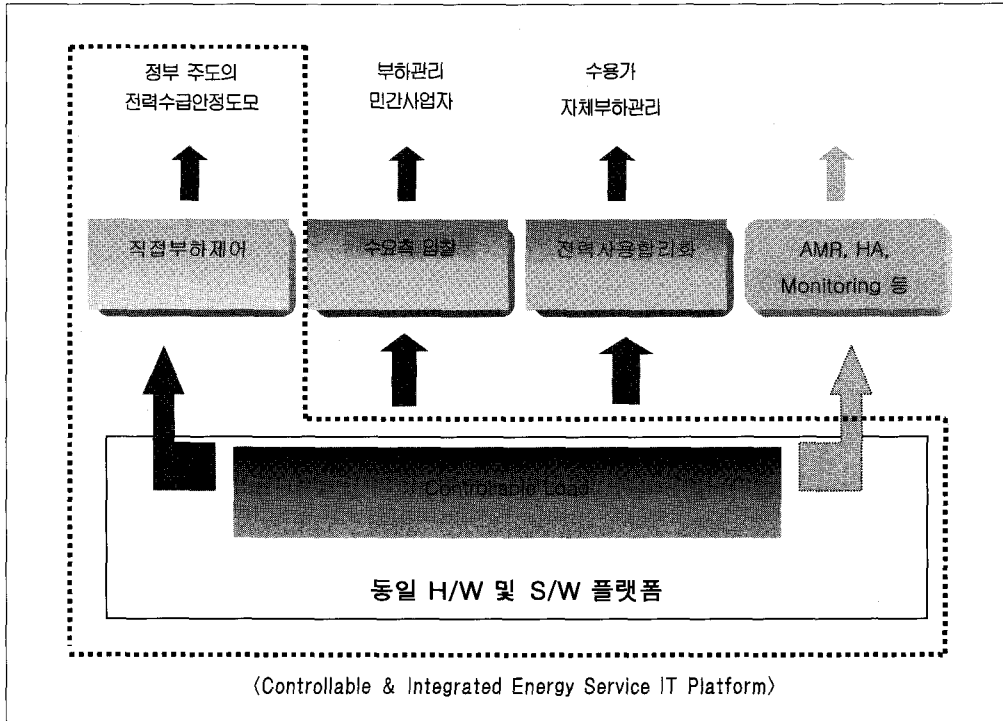 정부 주도의
전력수급안정도모
부하관리
민간사업자
수용가
자체부하관리
직접부하제어
수요측 입찰
전력사용합리화
AMR, HA,
Monitoring 등
Controllable Load
동일 H/W 및 S/W 플랫폼
〈Controllable & Integrated Energy Service IT Platform〉